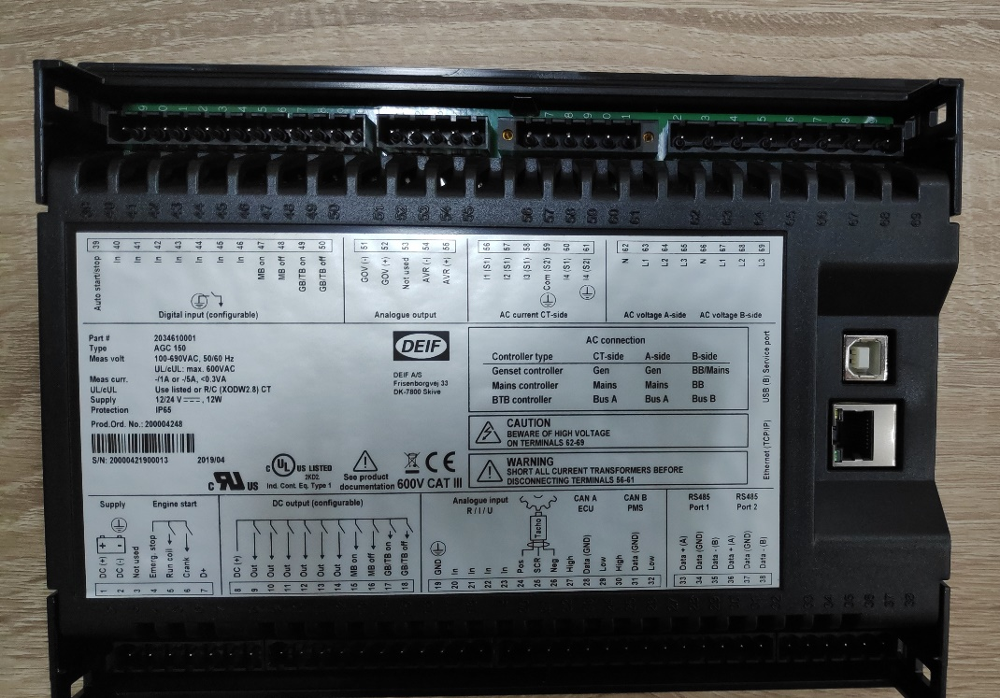 39 40 41 42 43 44 45 46 47 48 49 50
Auto start/stop In In In In In In In MB on MB off GB/TB on GB/TB off
Digital input (configurable)
51 52 53 54 55
GOV (-) GOV (+) Not used AVR (-) AVR (+)
Analogue output
56 57 58 59 60 61
I1 (S1) I2 (S1) I3 (S1) Com (S2) I4 (S1) I4 (S2)
AC current CT-side
62 63 64 65 66 67 68 69
N L1 L2 L3 N L1 L2 L3
AC voltage A-side AC voltage B-side
Part # 2034610001
Type AGC 150
Meas volt 100-690VAC, 50/60 Hz
UL/cUL: max. 600VAC
Meas curr. -/1A or -/5A, <0.3VA
UL/cUL Use listed or R/C (XODW2.8) CT
Supply 12/24 V, 12W
Protection IP65
Prod.Ord. No.: 200004248
S/N: 20000421900013 2019/04
DEIF
DEIF A/S
Frisenborgvej 33
DK-7800 Skive
C UL US LISTED
2KD2
Ind. Cont. Eq. Type 1
C US
See product
documentation
CE
600V CAT III
AC connection
Controller type CT-side A-side B-side
Genset controller Gen Gen BB/Mains
Mains controller Mains Mains BB
BTB controller Bus A Bus A Bus B
CAUTION
BEWARE OF HIGH VOLTAGE
ON TERMINALS 62-69
WARNING
SHORT ALL CURRENT TRANSFORMERS BEFORE
DISCONNECTING TERMINALS 56-61
USB (B) Service port
Ethernet (TCP/IP)
Supply Engine start
DC (+) DC (-) Not used Emerg. stop Run coil Crank D+
1 2 3 4 5 6 7
DC output (configurable)
DC (+) Out Out Out Out Out Out MB on MB off GB/TB on GB/TB off
8 9 10 11 12 13 14 15 16 17 18
Analogue input
R / I / U
Tacho
GND In In In In Pos SCR Neg
19 20 21 22 23 24 25 26
CAN A
ECU
High Data (GND) Low
27 28 29
CAN B
PMS
High Data (GND) Low
30 31 32
RS485
Port 1
Data + (A) Data (GND) Data - (B)
33 34 35
RS485
Port 2
Data + (A) Data (GND) Data - (B)
36 37 38